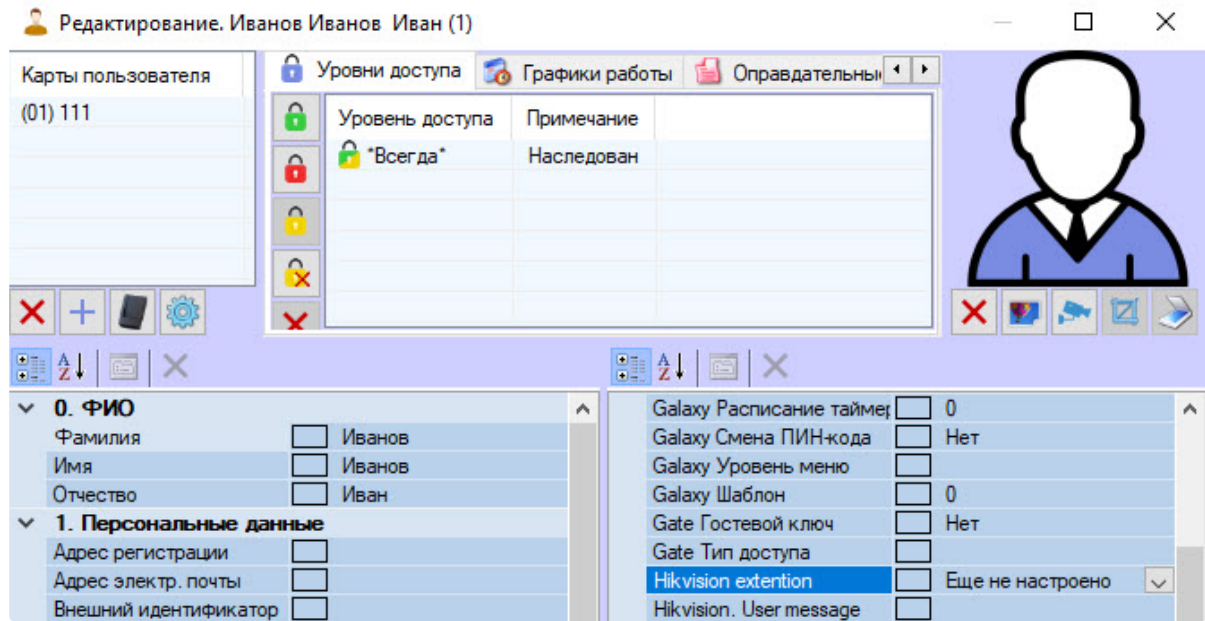 Редактирование. Иванов Иванов Иван (1)
Карты пользователя
(01) 111
Уровни доступа
Графики работы
Оправдательны
Уровень доступа
Примечание
*Всегда*
Наследован
0. ФИО
Фамилия
Иванов
Имя
Иванов
Отчество
Иван
1. Персональные данные
Адрес регистрации
Адрес электр. почты
Внешний идентификатор
Galaxy Расписание таймер
0
Galaxy Смена ПИН-кода
Нет
Galaxy Уровень меню
Galaxy Шаблон
0
Gate Гостевой ключ
Нет
Gate Тип доступа
Hikvision extention
Еще не настроено
Hikvision. User message